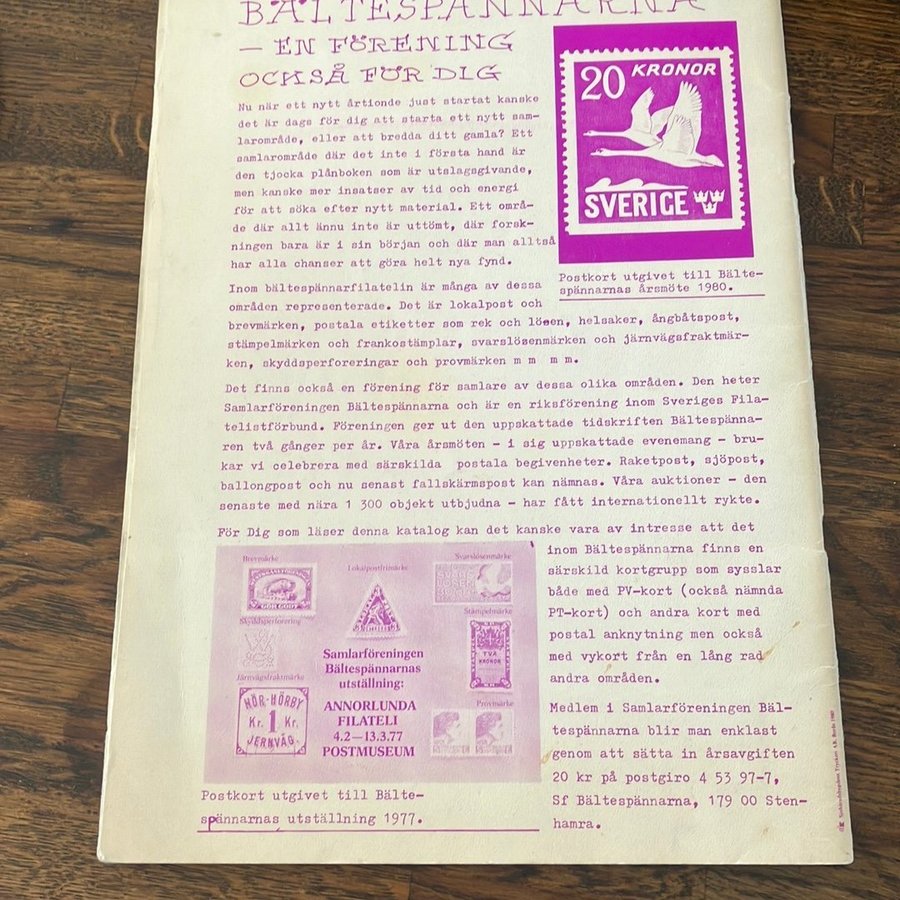 BÄLTESPÄNNARNA
– EN FÖRENING
OCKSÅ FÖR DIG
Nu när ett nytt årtionde just startat kanske
det är dags för dig att starta ett nytt sam-
larområde, eller att bredda ditt gamla? Ett
samlarområde där det inte i första hand är
den tjocka plånboken som är utslagsgivande,
men kanske mer insatser av tid och energi
för att söka efter nytt material. Ett områ-
de där allt ännu inte är uttömt, där forsk-
ningen bara är i sin början och där man alltså
har alla chanser att göra helt nya fynd.
20 KRONOR
SVERIGE
Postkort utgivet till Bälte-
spännarnas årsmöte 1980.
Inom bältespännarfilatelin är många av dessa
områden representerade. Det är lokalpost och
brevmärken, postala etiketter som rek och lösen, helsaker, ångbåtspost,
stämpelmärken och frankostämplar, svarslösenmärken och järnvägsfraktmär-
ken, skyddsperforeringar och provmärken m m  m m.
Det finns också en förening för samlare av dessa olika områden. Den heter
Samlarföreningen Bältespännarna och är en riksförening inom Sveriges Fila-
telistförbund. Föreningen ger ut den uppskattade tidskriften Bältespänna-
ren två gånger per år. Våra årsmöten – i sig uppskattade evenemang – bru-
kar vi celebrera med särskilda  postala begivenheter. Raketpost, sjöpost,
ballongpost och nu senast fallskärmspost kan nämnas. Våra auktioner – den
senaste med nära 1 300 objekt utbjudna – har fått internationellt rykte.
För Dig som läser denna katalog kan det kanske vara av intresse att det
inom Bältespännarna finns en
särskild kortgrupp som sysslar
både med PV-kort (också nämnda
PT-kort) och andra kort med
postal anknytning men också
med vykort från en lång rad
andra områden.
Medlem i Samlarföreningen Bäl-
tespännarna blir man enklast
genom att sätta in årsavgiften
20 kr på postgiro 4 53 97-7,
Sf Bältespännarna, 179 00 Sten-
hamra.
Brevmärke
Lokalpostfrimärke
Svarslösenmärke
Skyddsperforering
Stämpelmärke
TVÅ
KRONOR
Samlarföreningen
Bältespännarnas
utställning:
ANNORLUNDA
FILATELI
4.2—13.3.77
POSTMUSEUM
Järnvägsfraktmärke
HÖR-HÖRBY
Kr. 1 Kr.
JERNVÄG.
Provmärke
Postkort utgivet till Bälte-
spännarnas utställning 1977.